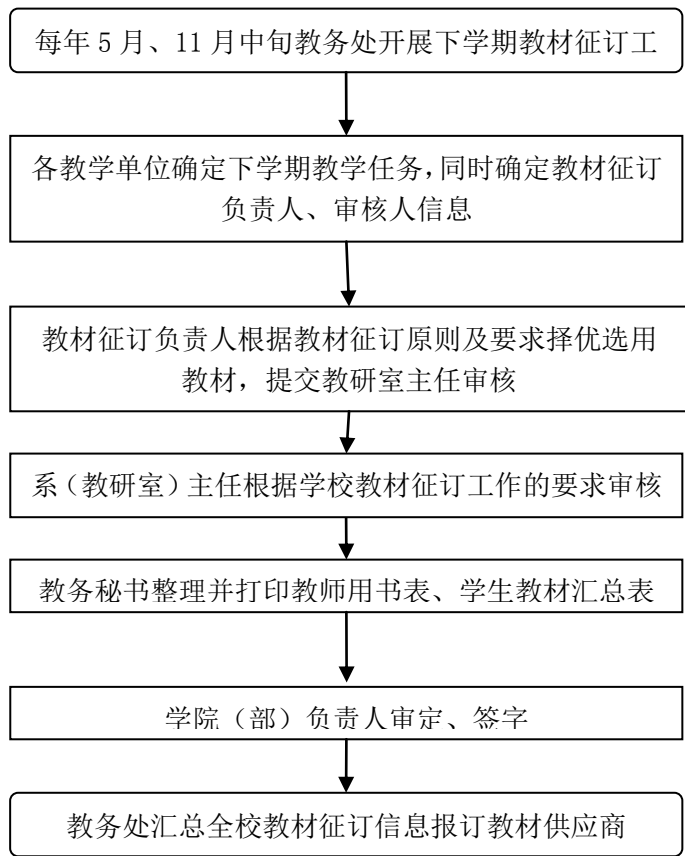 每年 5 月、11 月中旬教务处开展下学期教材征订工
各教学单位确定下学期教学任务,同时确定教材征订
负责人、审核人信息
教材征订负责人根据教材征订原则及要求择优选用
教材，提交教研室主任审核
系（教研室）主任根据学校教材征订工作的要求审核
教务秘书整理并打印教师用书表、学生教材汇总表
学院（部）负责人审定、签字
教务处汇总全校教材征订信息报订教材供应商